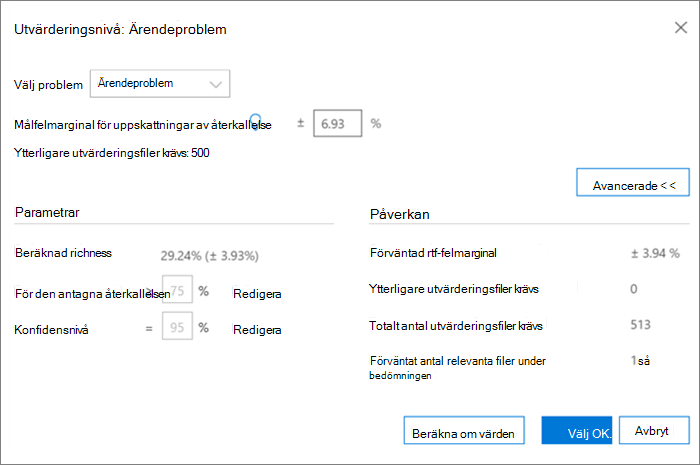 Utvärderingsnivå: Ärendeproblem
Välj problem Ärendeproblem
Målfelmarginal för uppskattningar av återkallelse ± 6.93 %
Ytterligare utvärderingsfiler krävs: 500
Avancerade <<
Parametrar
Beräknad richness 29.24% (± 3.93%)
För den antagna återkallelsen 75 % Redigera
Konfidensnivå = 95 % Redigera
Påverkan
Förväntad rtf-felmarginal ± 3.94 %
Ytterligare utvärderingsfiler krävs 0
Totalt antal utvärderingsfiler krävs 513
Förväntat antal relevanta filer under 1så
bedömningen
Beräkna om värden Välj OK. Avbryt